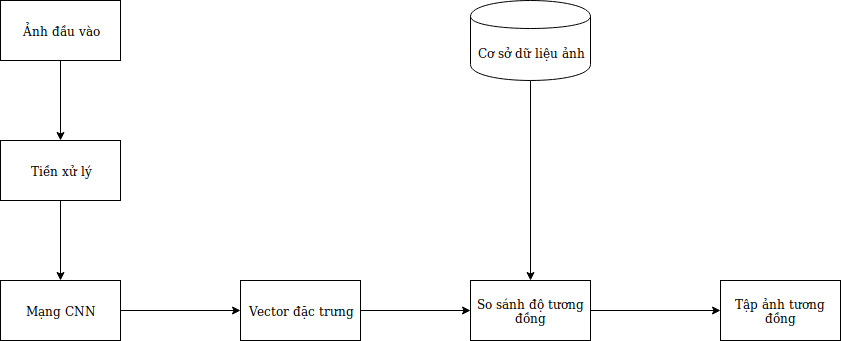 Ảnh đầu vào
Cơ sở dữ liệu ảnh
Tiền xử lý
Mạng CNN
Vector đặc trưng
So sánh độ tương
đồng
Tập ảnh tương
đồng